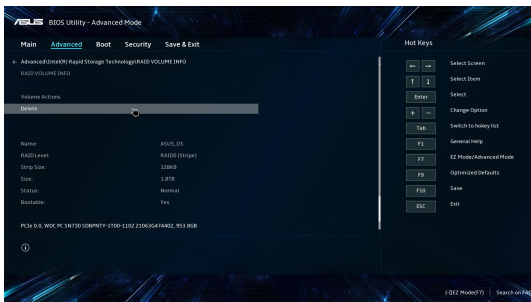 ASUS BIOS Utility - Advanced Mode
Main Advanced Boot Security Save & Exit
Hot Keys
← Advanced\Intel(R) Rapid Storage Technology\RAID VOLUME INFO
RAID VOLUME INFO
Volume Actions
Delete
Name: ASUS_OS
RAID Level: RAID0 (Stripe)
Strip Size: 128KB
Size: 1.8TB
Status: Normal
Bootable: Yes
PCIe 0.0, WDC PC SN730 SDBPNTY-1T00-1102 21063G474402, 953.8GB
← → Select Screen
↑ ↓ Select Item
Enter Select
+ - Change Option
Tab Switch to hokey list
F1 General Help
F7 EZ Mode/Advanced Mode
F9 Optimized Defaults
F10 Save
ESC Exit
EZ Mode(F7) | Search on